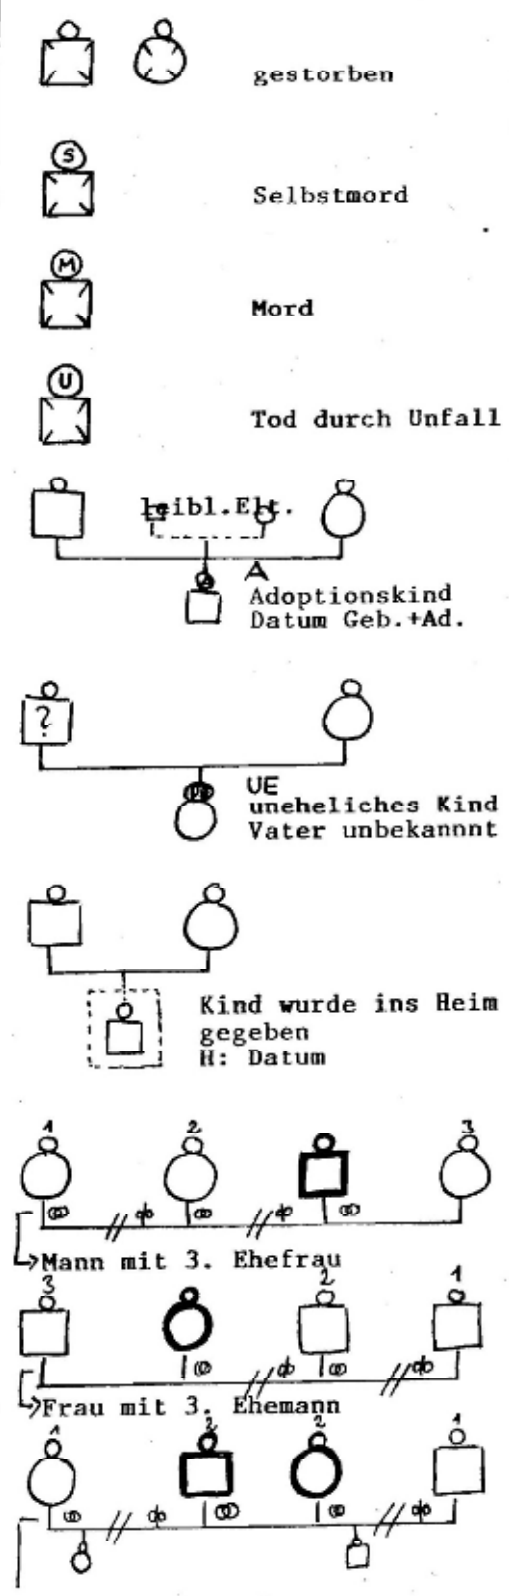 gestorben
S
Selbstmord
M
Mord
U
Tod durch Unfall
leibl.Elt.
A
Adoptionskind
Datum Geb.+Ad.
?
UE
uneheliches Kind
Vater unbekannnt
Kind wurde ins Heim
gegeben
H: Datum
1 2 3
Mann mit 3. Ehefrau
3 2 1
Frau mit 3. Ehemann
1 2 2 1